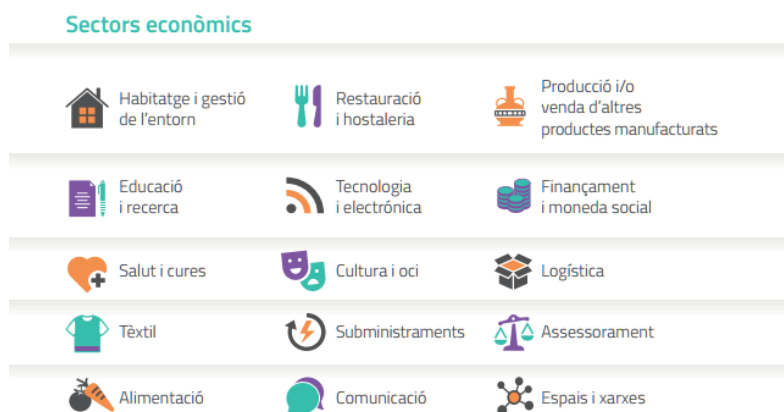 Sectors econòmics
Habitatge i gestió
de l'entorn
Restauració
i hostaleria
Producció i/o
venda d'altres
productes manufacturats
Educació
i recerca
Tecnologia
i electrónica
Finançament
i moneda social
Salut i cures
Cultura i oci
Logística
Tèxtil
Subministraments
Assessorament
Alimentació
Comunicació
Espais i xarxes